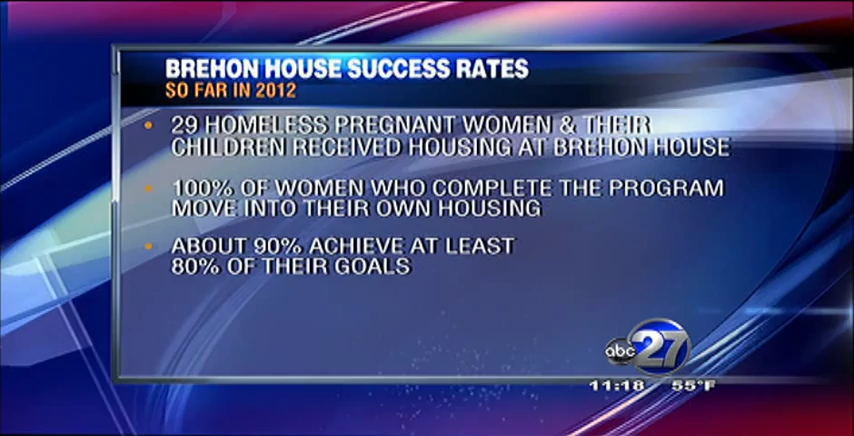 BREHON HOUSE SUCCESS RATES
SO FAR IN 2012
• 29 HOMELESS PREGNANT WOMEN & THEIR
CHILDREN RECEIVED HOUSING AT BREHON HOUSE
• 100% OF WOMEN WHO COMPLETE THE PROGRAM
MOVE INTO THEIR OWN HOUSING
• ABOUT 90% ACHIEVE AT LEAST
80% OF THEIR GOALS
abc 27
11:18 55°F